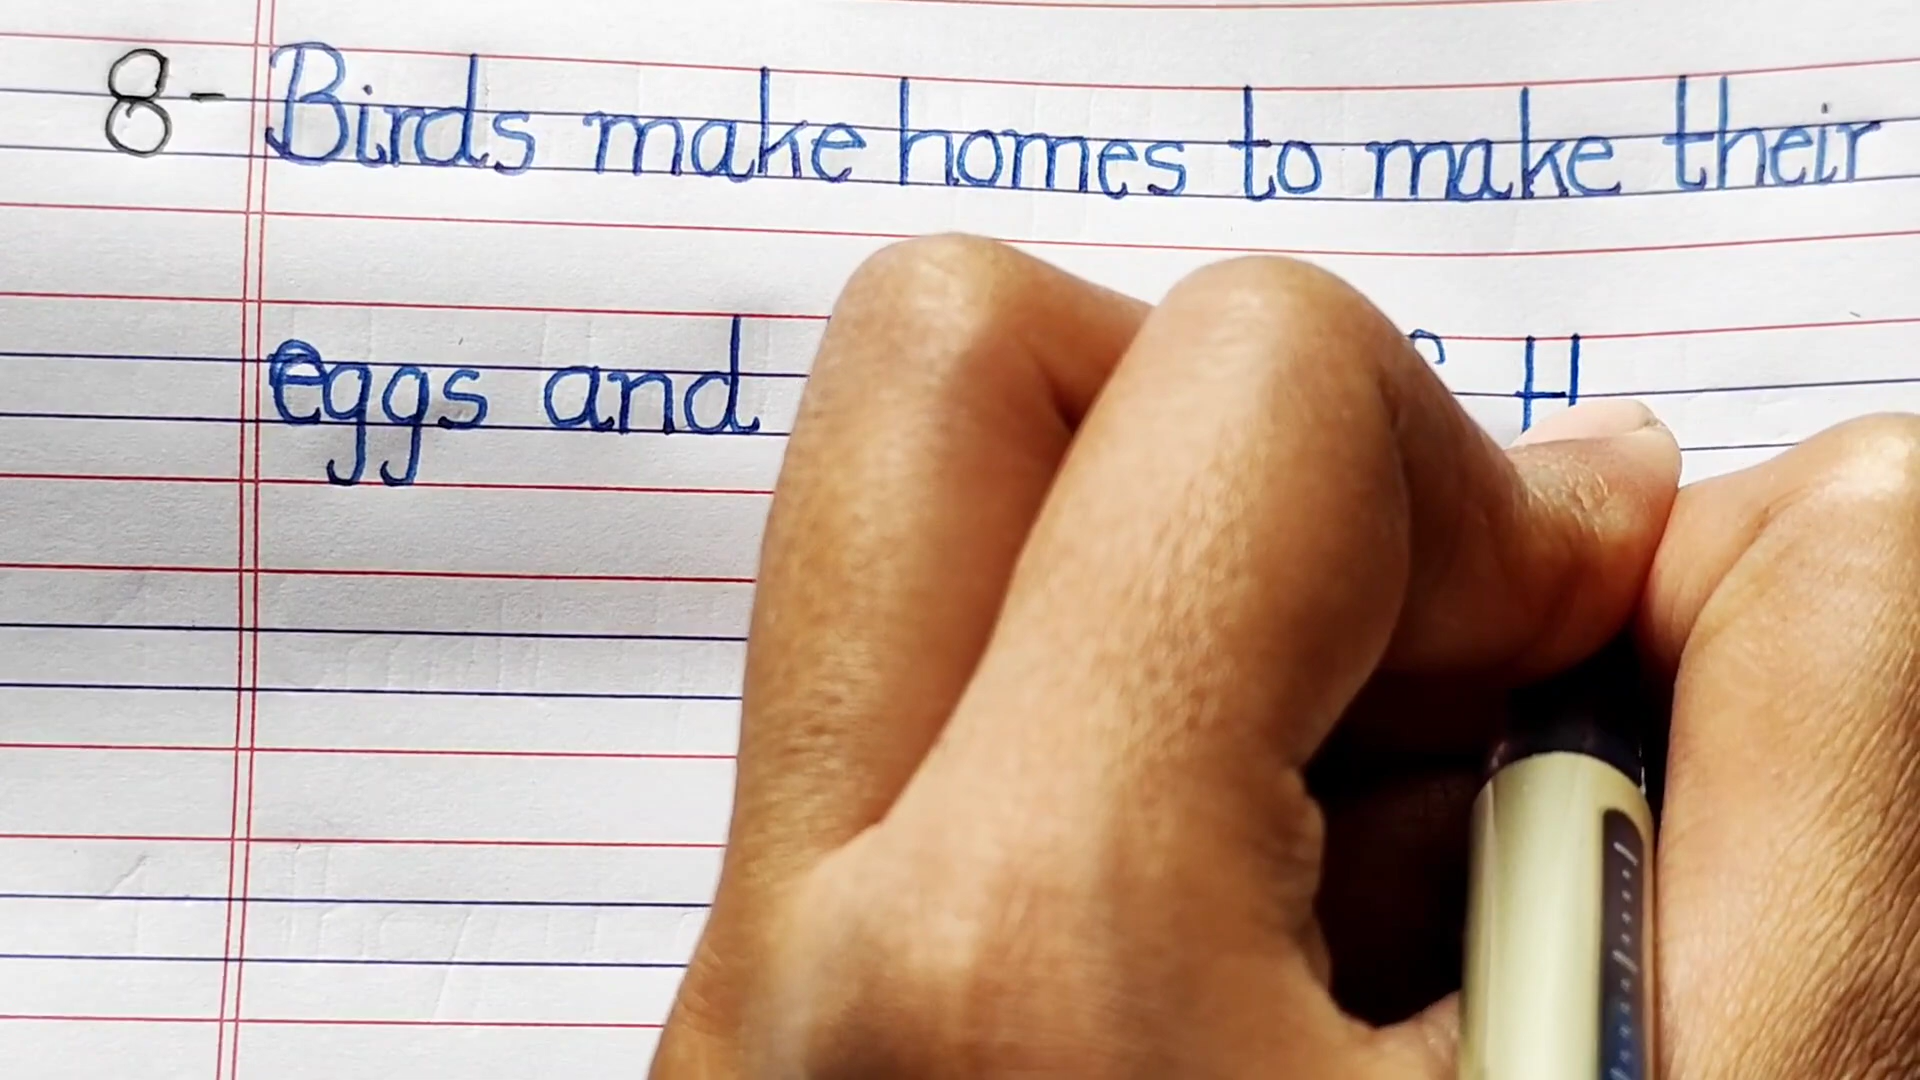 8- Birds make homes to make their
eggs and